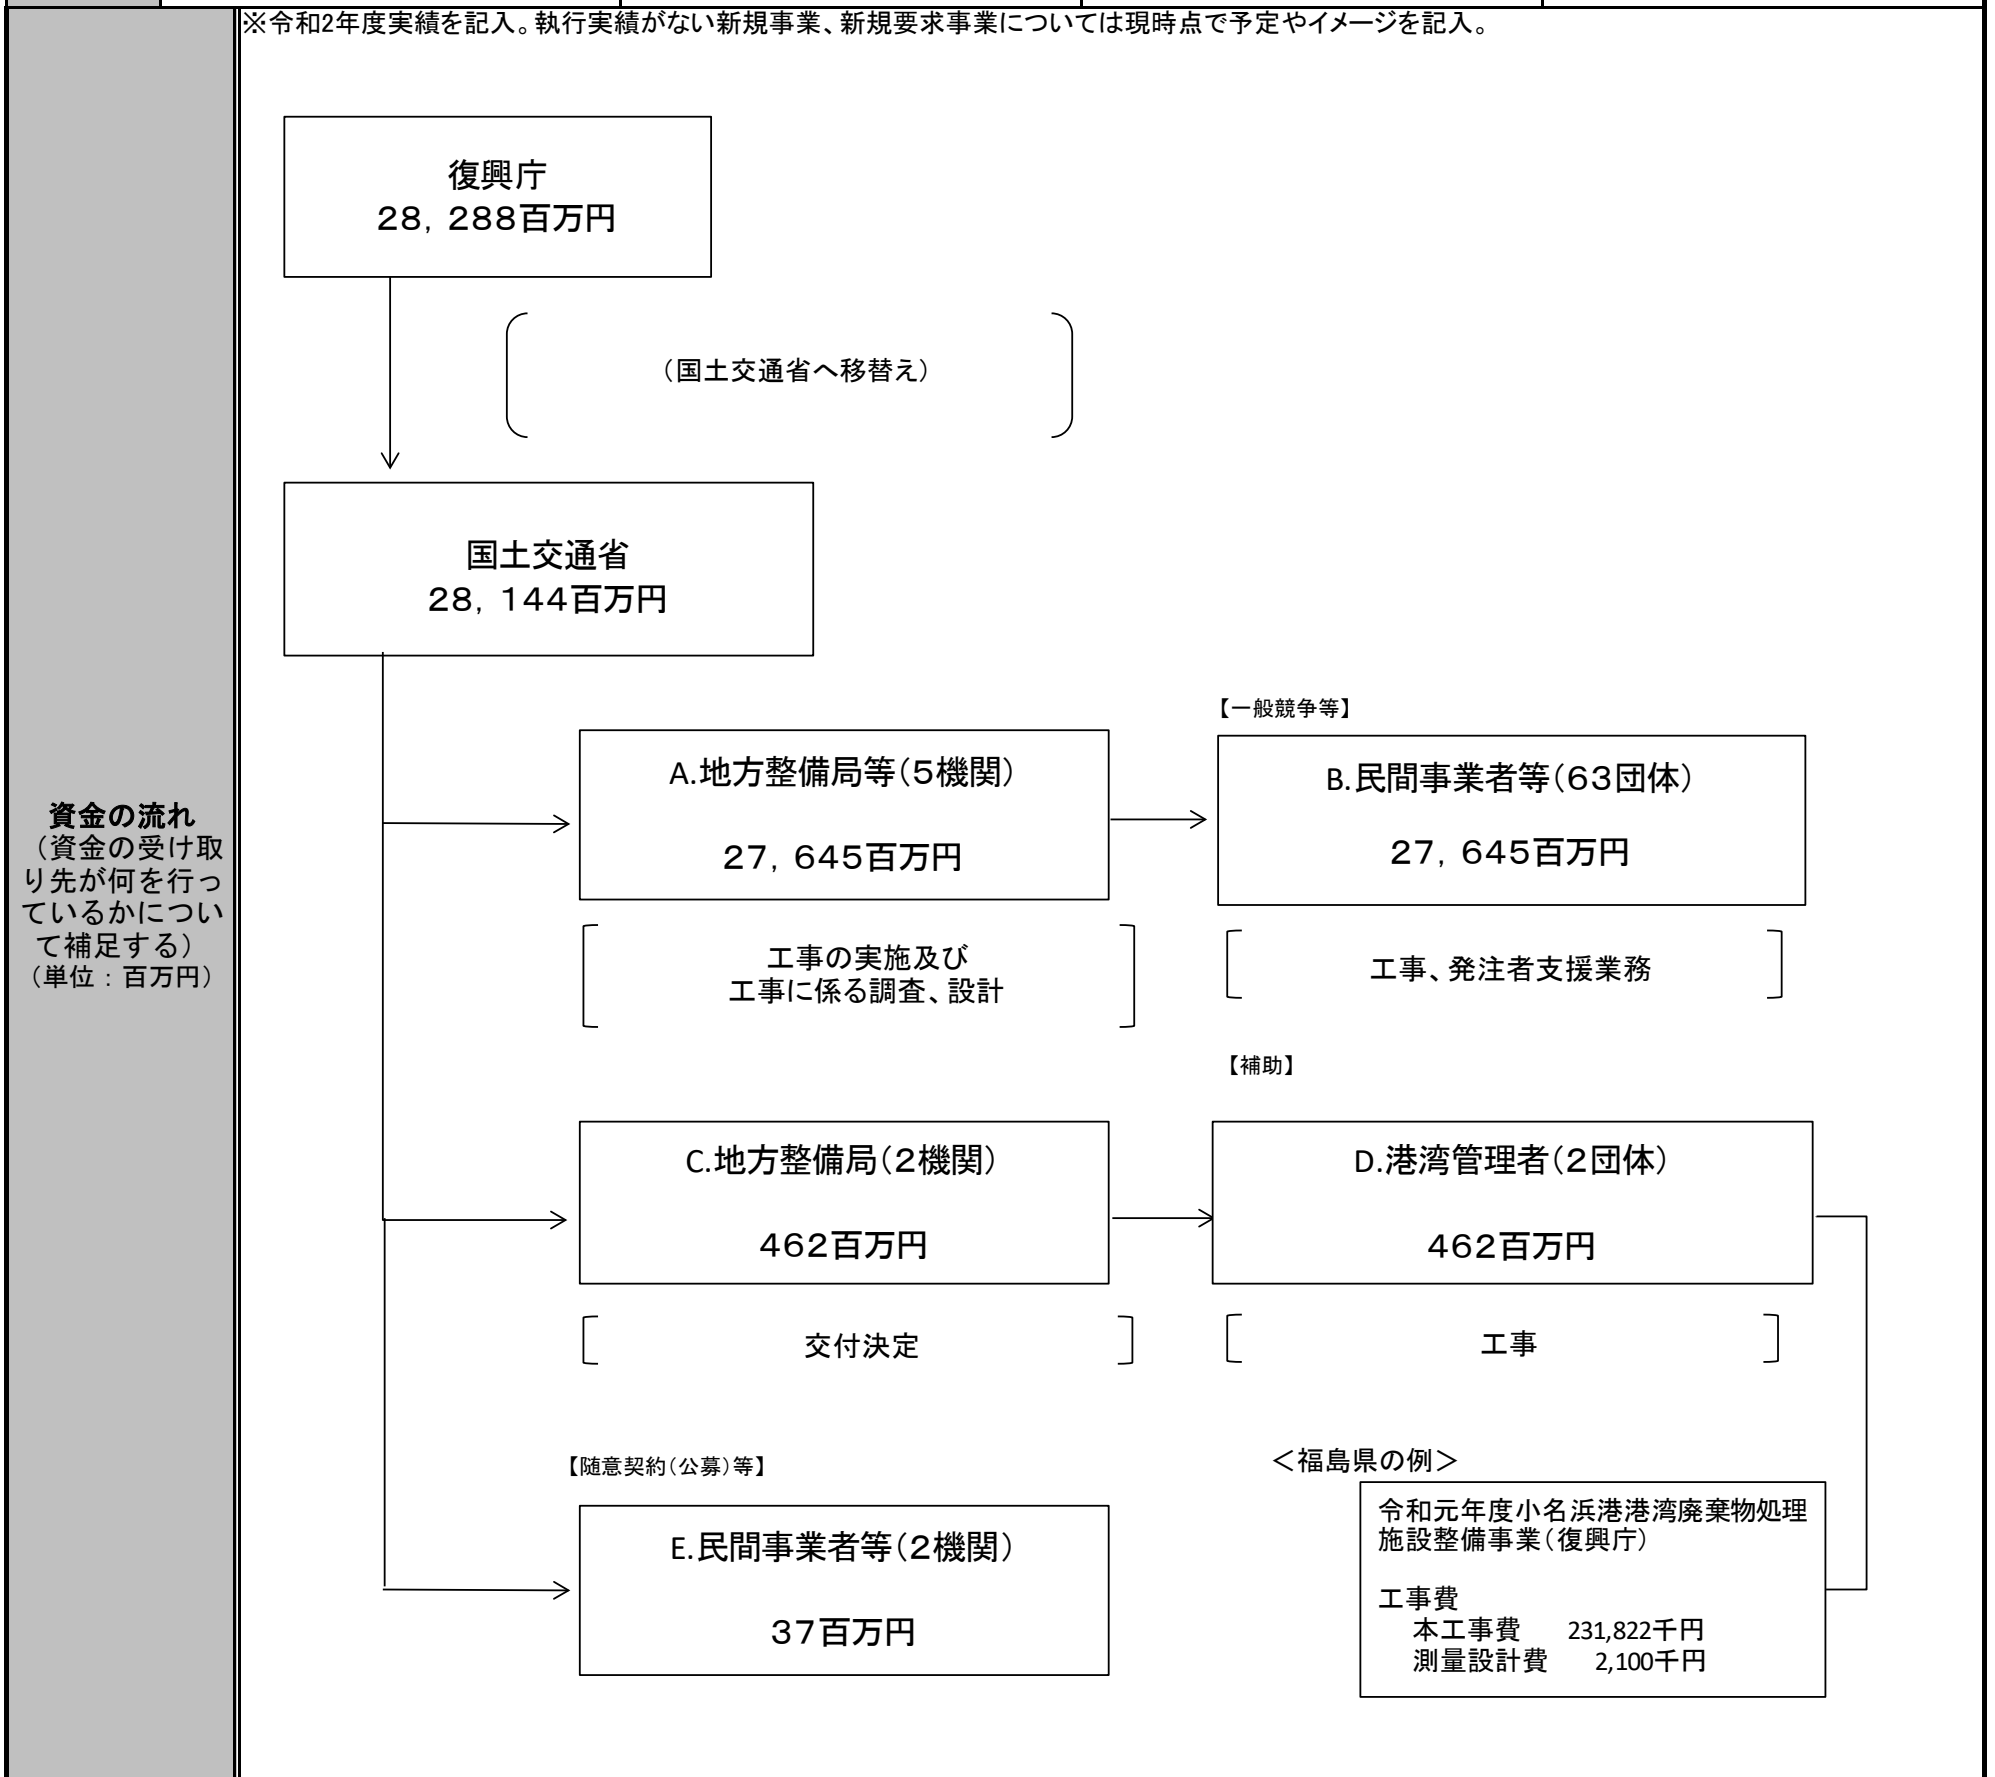 ※令和2年度実績を記入。執行実績がない新規事業、新規要求事業については現時点で予定やイメージを記入。
復興庁
28，288百万円
（国土交通省へ移替え）
国土交通省
28，144百万円
【一般競争等】
A.地方整備局等（5機関）
27，645百万円
B.民間事業者等（63団体）
27，645百万円
資金の流れ
（資金の受け取
り先が何を行っ
ているかについ
て補足する）
（単位：百万円）
工事の実施及び
工事に係る調査、設計
工事、発注者支援業務
【補助】
C.地方整備局（2機関）
462百万円
D.港湾管理者（2団体）
462百万円
交付決定
工事
【随意契約（公募）等】
E.民間事業者等（2機関）
37百万円
＜福島県の例＞
令和元年度小名浜港港湾廃棄物処理
施設整備事業（復興庁）
工事費
本工事費　231,822千円
測量設計費　2,100千円